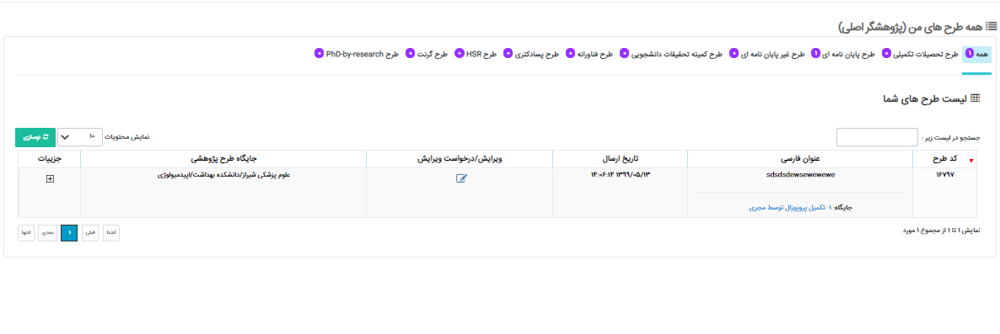 همه طرح های من (پژوهشگر اصلی)
همه ۱ طرح تحصیلات تکمیلی ۰ طرح پایان نامه ای ۱ طرح غیر پایان نامه ای ۰ طرح کمیته تحقیقات دانشجویی ۰ طرح فناورانه ۰ طرح پسادکتری ۰ طرح HSR ۰ طرح گرنت ۰ طرح PhD-by-research ۰
لیست طرح های شما
جستجو در لیست زیر : نمایش محتویات ۱۰ نوسازی
کد طرح عنوان فارسی تاریخ ارسال ویرایش/درخواست ویرایش جایگاه طرح پژوهشی جزییات
۱۶۷۹۷ sdsdsdewsewewewe ۱۳۹۹/۰۵/۱۳ ۱۴:۰۶:۱۴ علوم پزشکی شیراز/دانشکده بهداشت/اپیدمیولوژی
جایگاه: ۱- تکمیل پروپوزال توسط مجری
نمایش ۱ تا ۱ از مجموع ۱ مورد ابتدا قبلی ۱ بعدی انتها